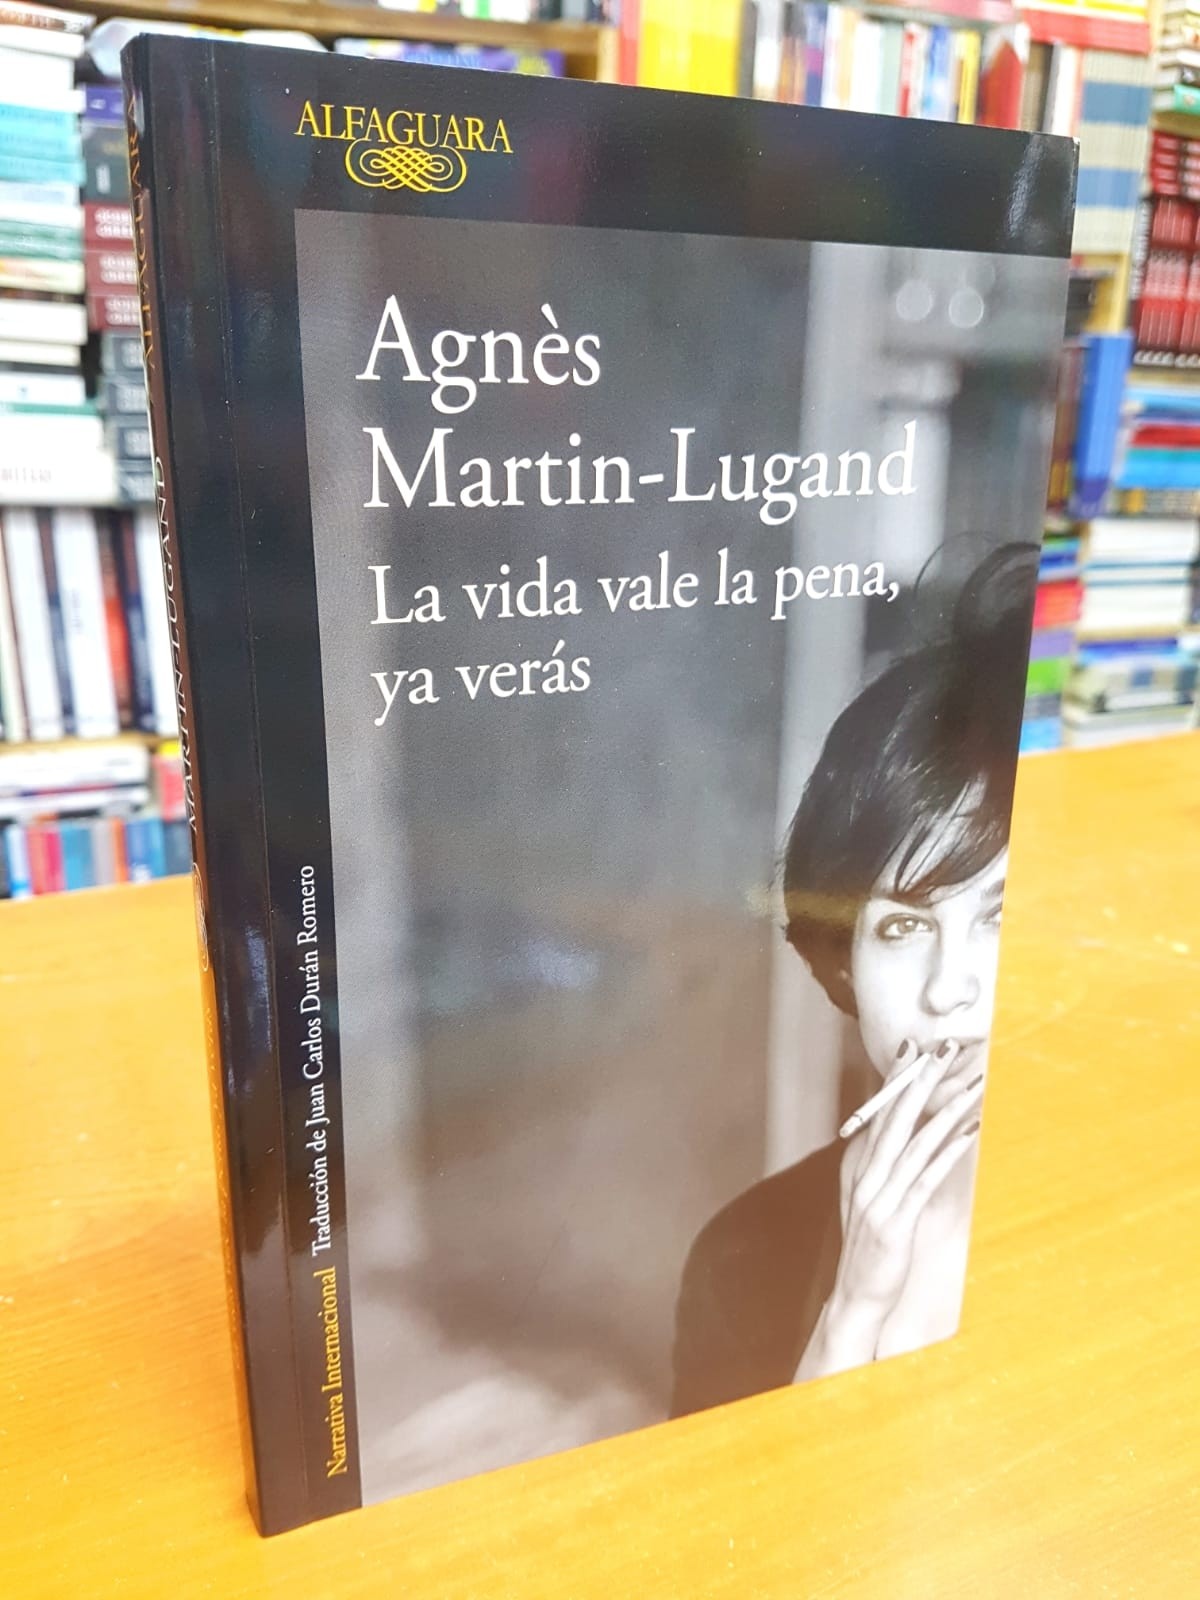 ALFAGUARA
Agnès
Martin-Lugand
La vida vale la pena,
ya verás
Narrativa Internacional Traducción de Juan Carlos Durán Romero
ALFAGUARA
MARTIN-LUGAND